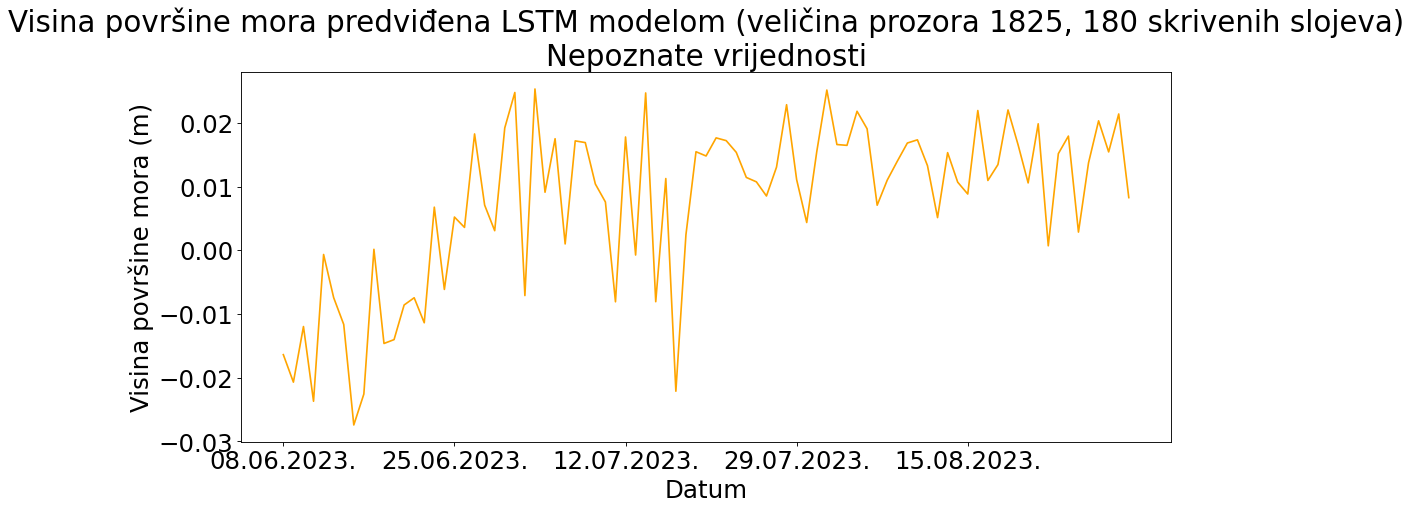 Visina površine mora predviđena LSTM modelom (veličina prozora 1825, 180 skrivenih slojeva)
Nepoznate vrijednosti
Visina površine mora (m)
0.02
0.01
0.00
−0.01
−0.02
−0.03
08.06.2023. 25.06.2023. 12.07.2023. 29.07.2023. 15.08.2023.
Datum